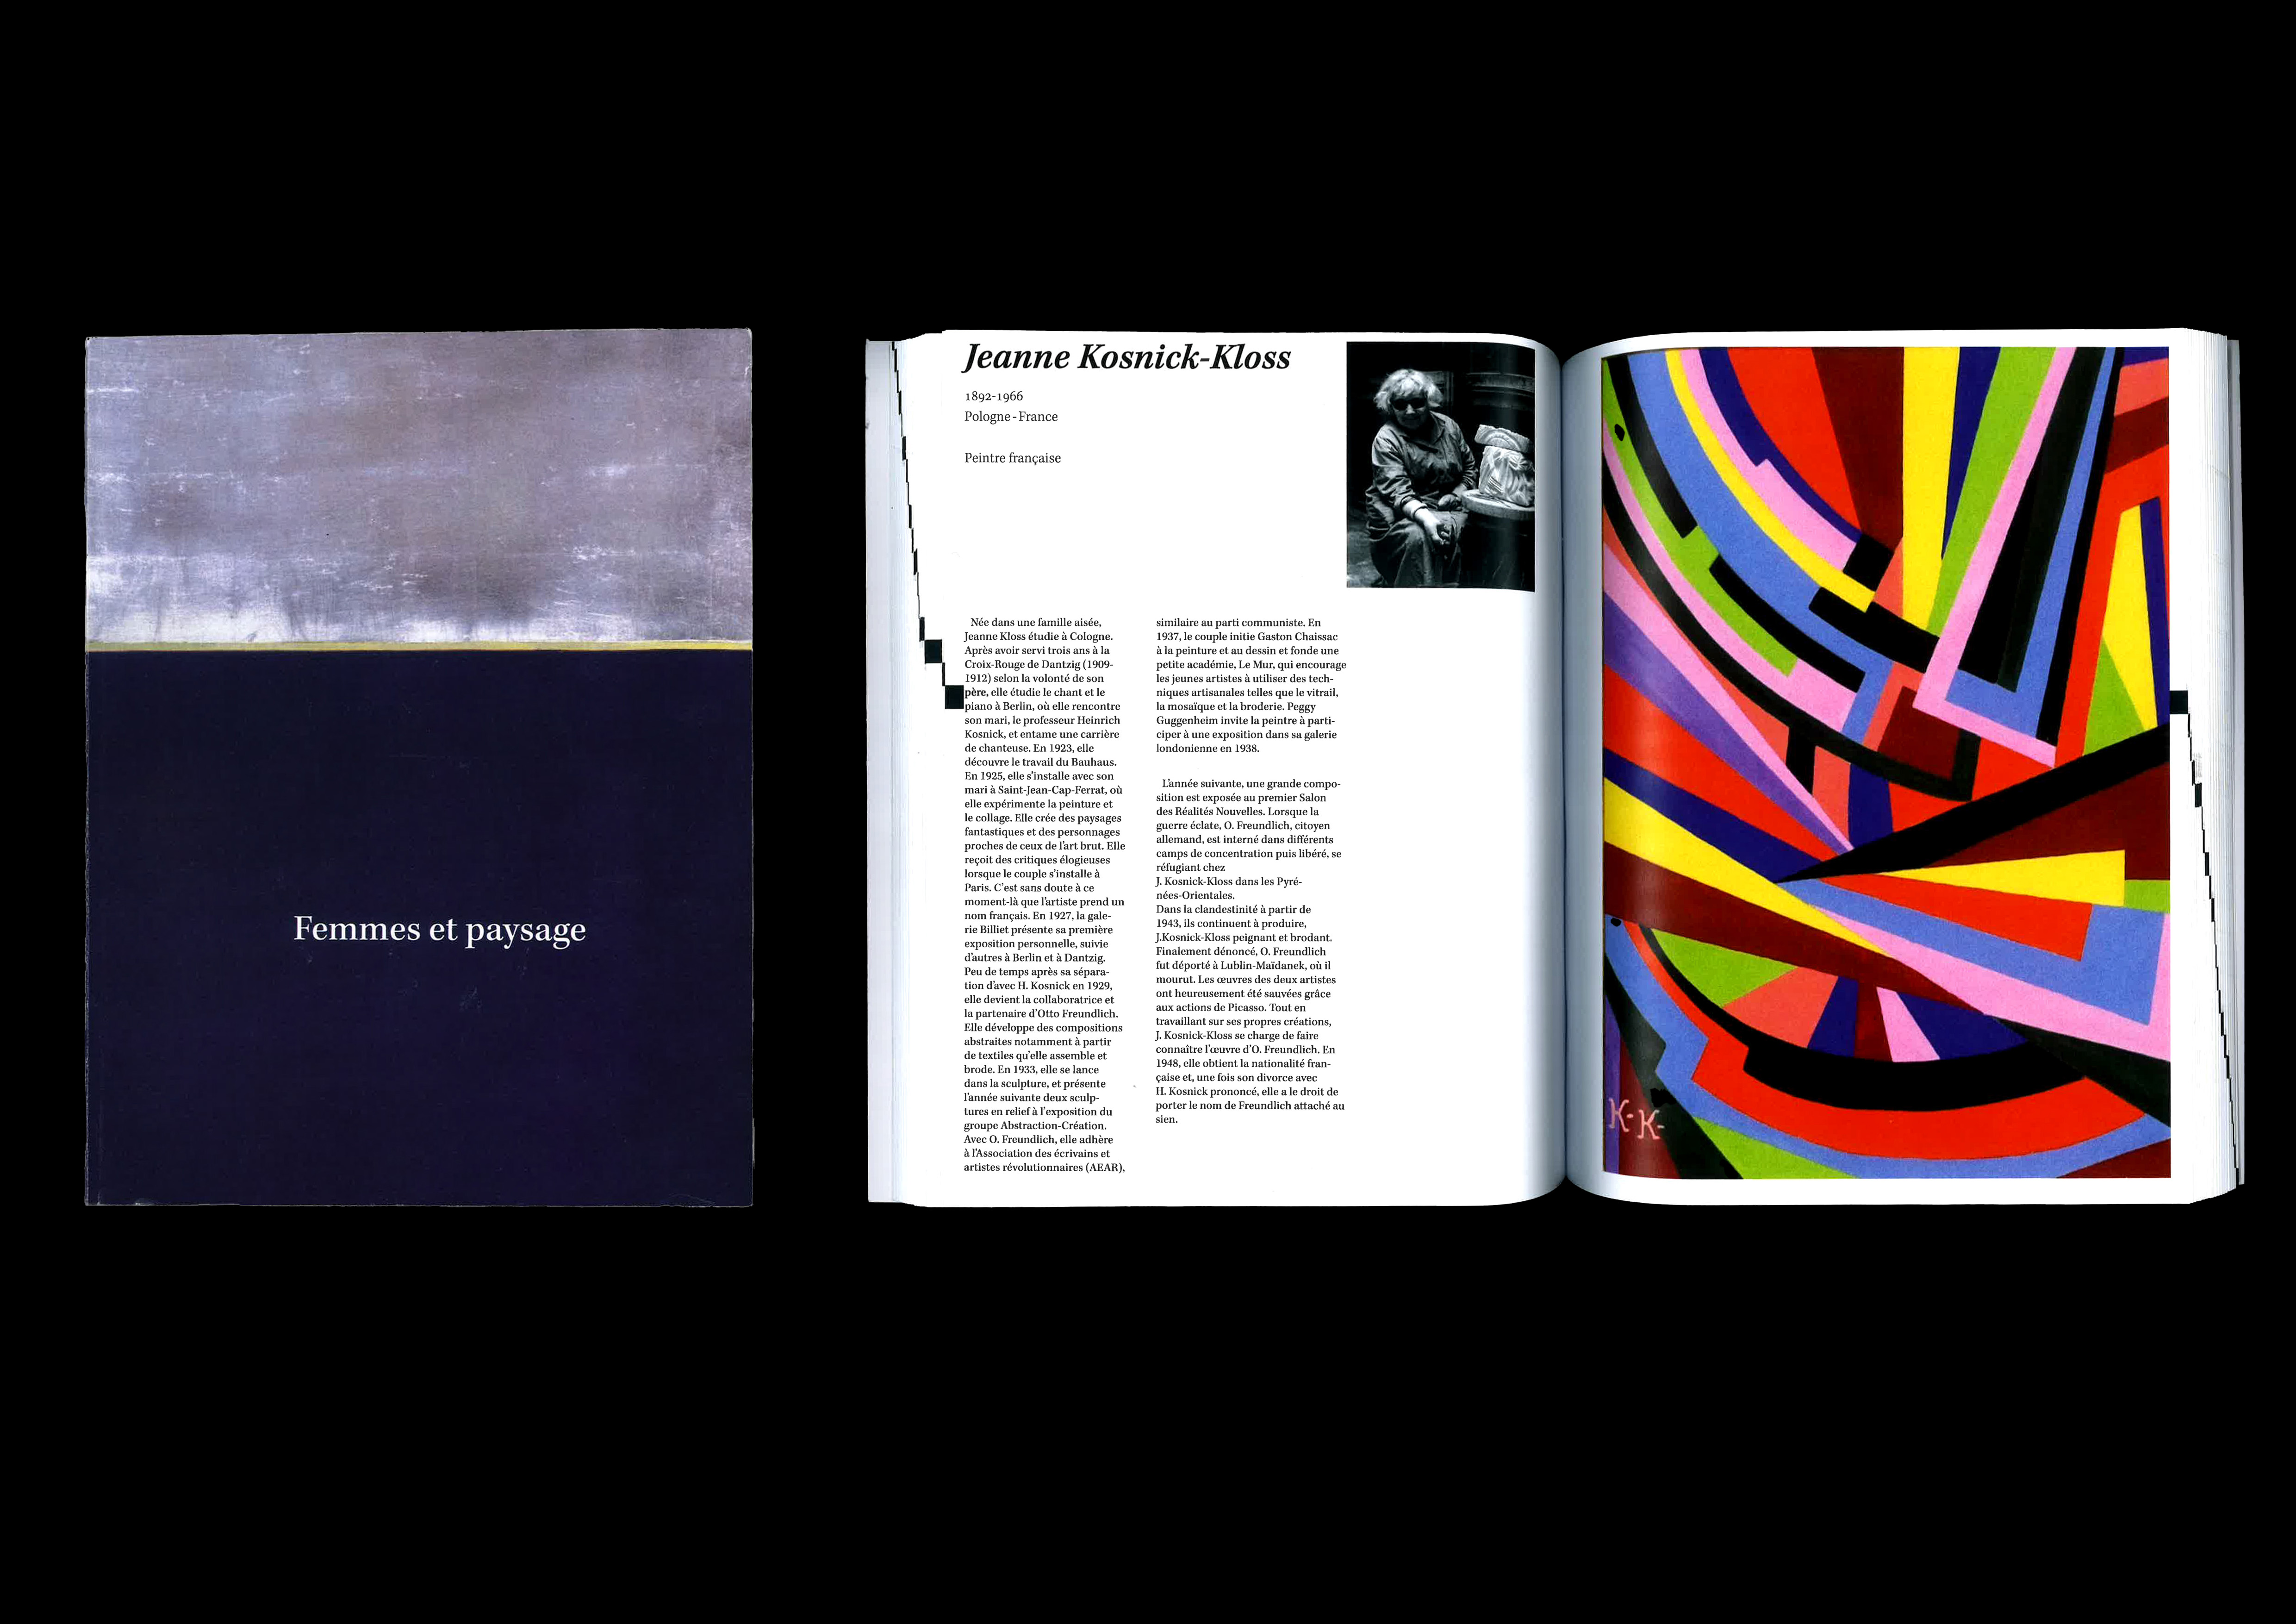 Femmes et paysage
Jeanne Kosnick-Kloss
1892-1966
Pologne - France
Peintre française
Née dans une famille aisée,
Jeanne Kloss étudie à Cologne.
Après avoir servi trois ans à la
Croix-Rouge de Dantzig (1909-
1912) selon la volonté de son
père, elle étudie le chant et le
piano à Berlin, où elle rencontre
son mari, le professeur Heinrich
Kosnick, et entame une carrière
de chanteuse. En 1923, elle
découvre le travail du Bauhaus.
En 1925, elle s'installe avec son
mari à Saint-Jean-Cap-Ferrat, où
elle expérimente la peinture et
le collage. Elle crée des paysages
fantastiques et des personnages
proches de ceux de l'art brut. Elle
reçoit des critiques élogieuses
lorsque le couple s'installe à
Paris. C'est sans doute à ce
moment-là que l'artiste prend un
nom français. En 1927, la gale-
rie Billiet présente sa première
exposition personnelle, suivie
d'autres à Berlin et à Dantzig.
Peu de temps après sa sépara-
tion d'avec H. Kosnick en 1929,
elle devient la collaboratrice et
la partenaire d'Otto Freundlich.
Elle développe des compositions
abstraites notamment à partir
de textiles qu'elle assemble et
brode. En 1933, elle se lance
dans la sculpture, et présente
l'année suivante deux sculp-
tures en relief à l'exposition du
groupe Abstraction-Création.
Avec O. Freundlich, elle adhère
à l'Association des écrivains et
artistes révolutionnaires (AEAR),
similaire au parti communiste. En
1937, le couple initie Gaston Chaissac
à la peinture et au dessin et fonde une
petite académie, Le Mur, qui encourage
les jeunes artistes à utiliser des tech-
niques artisanales telles que le vitrail,
la mosaïque et la broderie. Peggy
Guggenheim invite la peintre à parti-
ciper à une exposition dans sa galerie
londonienne en 1938.
L'année suivante, une grande compo-
sition est exposée au premier Salon
des Réalités Nouvelles. Lorsque la
guerre éclate, O. Freundlich, citoyen
allemand, est interné dans différents
camps de concentration puis libéré, se
réfugiant chez
J. Kosnick-Kloss dans les Pyré-
nées-Orientales.
Dans la clandestinité à partir de
1943, ils continuent à produire,
J.Kosnick-Kloss peignant et brodant.
Finalement dénoncé, O. Freundlich
fut déporté à Lublin-Maïdanek, où il
mourut. Les œuvres des deux artistes
ont heureusement été sauvées grâce
aux actions de Picasso. Tout en
travaillant sur ses propres créations,
J. Kosnick-Kloss se charge de faire
connaître l'œuvre d'O. Freundlich. En
1948, elle obtient la nationalité fran-
çaise et, une fois son divorce avec
H. Kosnick prononcé, elle a le droit de
porter le nom de Freundlich attaché au
sien.
K-K-